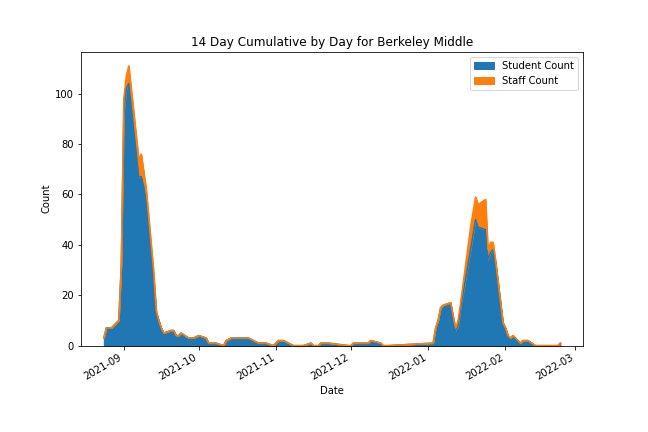 14 Day Cumulative by Day for Berkeley Middle
Student Count
Staff Count
100
80
60
40
20
0
Count
2021-09
2021-10
2021-11
2021-12
2022-01
2022-02
2022-03
Date